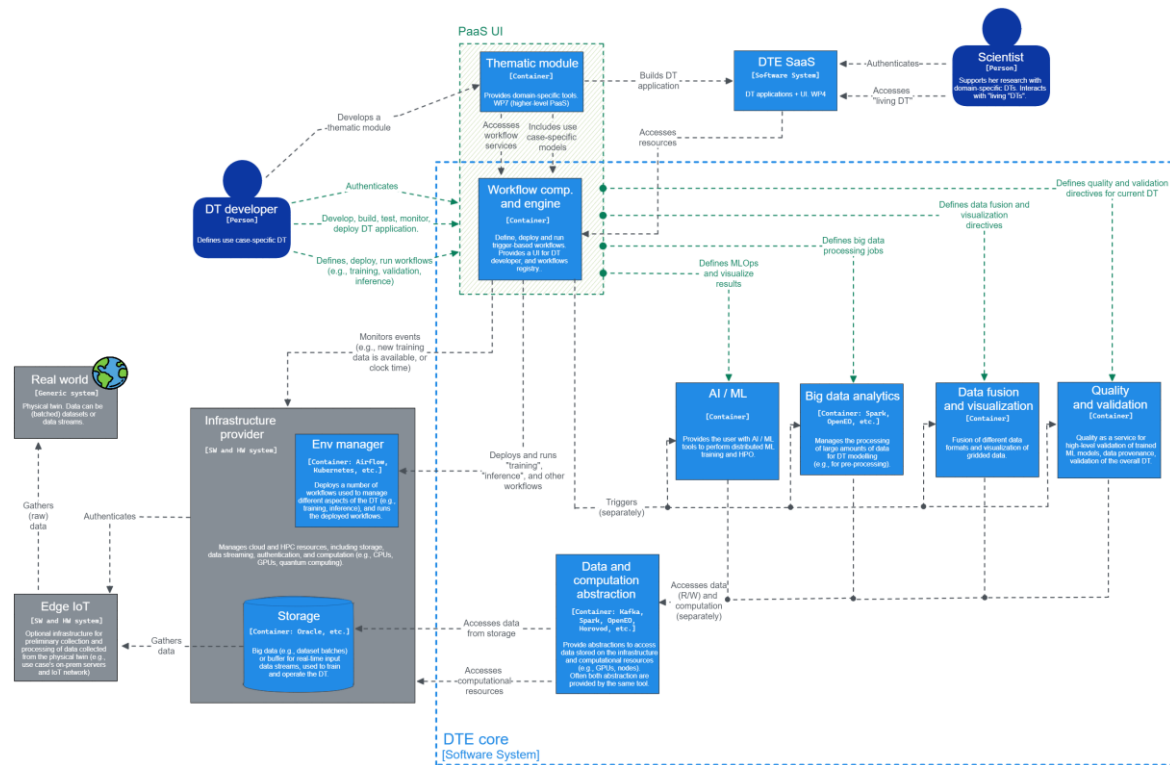 PaaS UI
Thematic module
[Container]
Provides domain-specific tools.
WP7 (higher-level PaaS)
Builds DT
application
DTE SaaS
[Software System]
DT applications + UI. WP4
Authenticates
Accesses
"living DT"
Scientist
[Person]
Supports her research with
domain-specific DTs. Interacts
with "living "DTs".
Develops a
thematic module
Accesses
workflow
services
Includes use
case-specific
models
Accesses
resources
DT developer
[Person]
Defines use case-specific DT
Authenticates
Develop, build, test, monitor,
deploy DT application.
Defines, deploy, run workflows
(e.g., training, validation,
inference)
Workflow comp.
and engine
[Container]
Define, deploy and run
trigger-based workflows.
Provides a UI for DT
developer, and workflows
registry.
Defines quality and validation
directives for current DT
Defines data fusion and
visualization
directives
Defines big data
processing jobs
Defines MLOps
and visualize
results
Monitors events
(e.g., new training
data is available, or
clock time)
Real world
[Generic system]
Physical twin. Data can be
(batched) datasets or
data streams.
Infrastructure
provider
[SW and HW system]
Env manager
[Container: Airflow,
Kubernetes, etc.]
Deploys a number of
workflows used to manage
different aspects of the DT (e.g.,
training, inference), and runs
the deployed workflows.
Deploys and runs
"training",
"inference", and other
workflows
AI / ML
[Container]
Provides the user with AI / ML
tools to perform distributed ML
training and HPO.
Big data analytics
[Container: Spark,
OpenEO, etc.]
Manages the processing
of large amounts of data
for DT modeling
(e.g., for pre-processing).
Data fusion
and visualization
[Container]
Fusion of different data
formats and visualization of
gridded data.
Quality
and validation
[Container]
Quality as a service for
high-level validation of trained
ML models, data provenance,
validation of the overall DT.
Triggers
(separately)
Gathers
(raw)
data
Authenticates
Manages cloud and HPC resources, including storage,
data streaming, authentication, and computation (e.g., CPUs,
GPUs, quantum computing).
Edge IoT
[SW and HW system]
Optional infrastructure for
preliminary collection and
processing of data collected
from the physical twin (e.g.,
use case's on-prem servers
and IoT network)
Gathers
data
Storage
[Container: Oracle, etc.]
Big data (e.g., dataset batches)
or buffer for real-time input
data streams, used to train
and operate the DT.
Accesses data
from storage
Accesses
computational
resources
Data and
computation
abstraction
[Container: Kafka,
Spark, OpenEO,
Horovod, etc.]
Provide abstractions to access
data stored on the infrastructure
and computational resources
(e.g., GPUs, nodes).
Often both abstraction are
provided by the same tool.
Accesses data
(R/W) and
computation
(separately)
DTE core
[Software System]